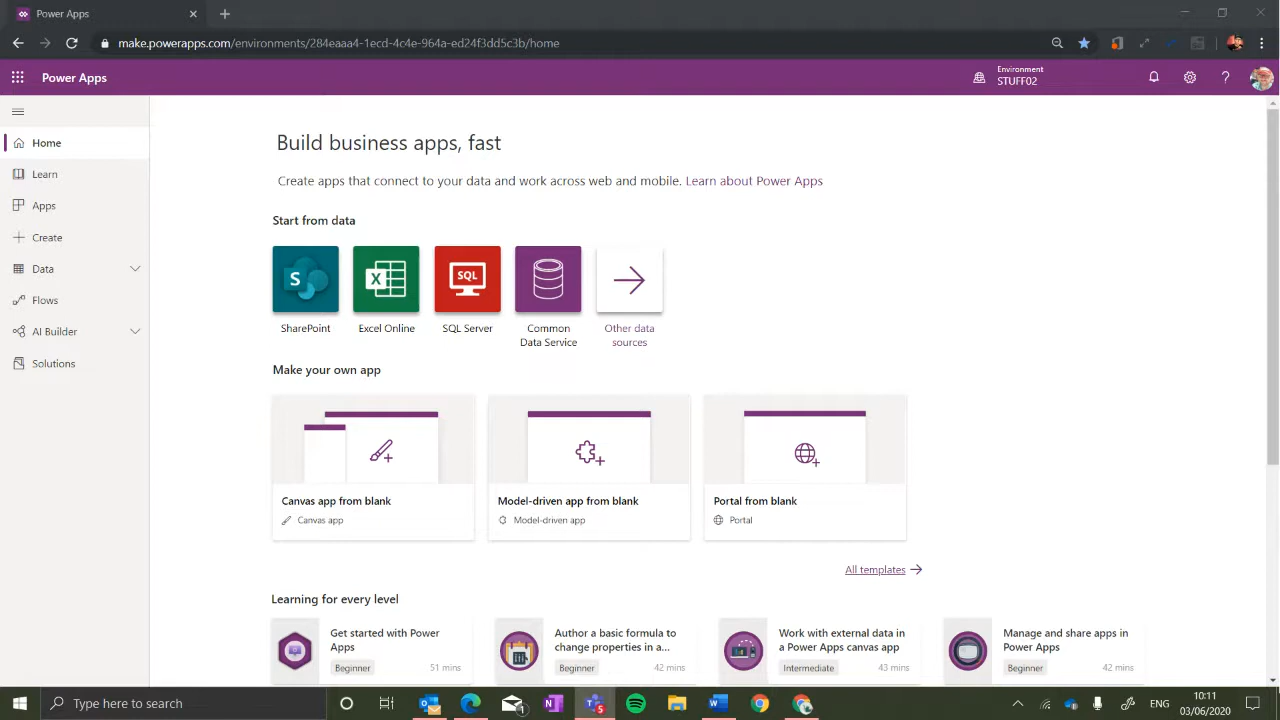 Power Apps
make.powerapps.com/environments/284eaaa4-1ecd-4c4e-964a-ed24f3dd5c3b/home
Power Apps
Environment
STUFF02
Home
Learn
Apps
Create
Data
Flows
AI Builder
Solutions
Build business apps, fast
Create apps that connect to your data and work across web and mobile. Learn about Power Apps
Start from data
S
X
SQL
SharePoint
Excel Online
SQL Server
Common
Data Service
Other data
sources
Make your own app
Canvas app from blank
Canvas app
Model-driven app from blank
Model-driven app
Portal from blank
Portal
All templates
Learning for every level
Get started with Power
Apps
Beginner 51 mins
Author a basic formula to
change properties in a...
Beginner 42 mins
Work with external data in
a Power Apps canvas app
Intermediate 43 mins
Manage and share apps in
Power Apps
Beginner 42 mins
Type here to search
10:11
03/06/2020